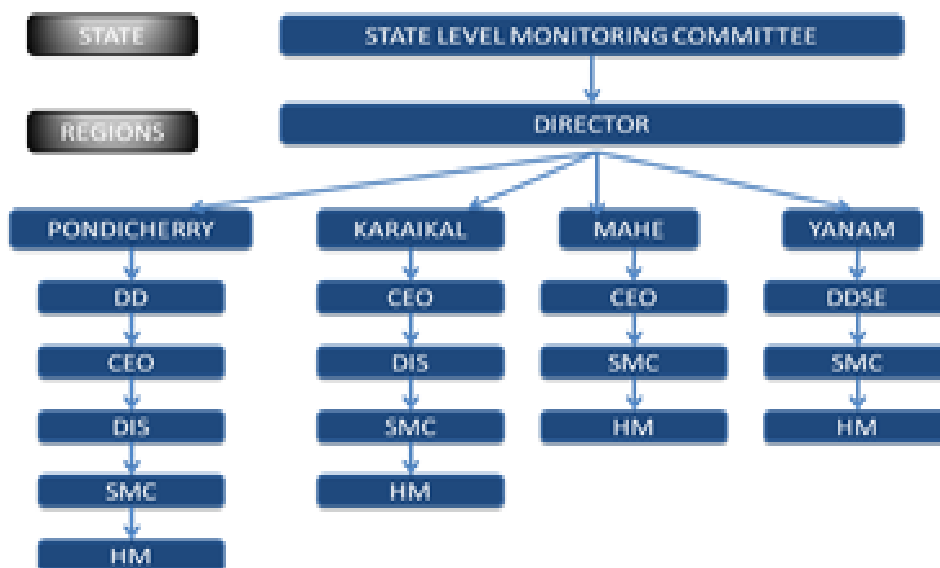 STATE
STATE LEVEL MONITORING COMMITTEE
REGIONS
DIRECTOR
PONDICHERRY
KARAIKAL
MAHE
YANAM
DD
CEO
CEO
DDSE
CEO
DIS
SMC
SMC
DIS
SMC
HM
HM
SMC
HM
HM